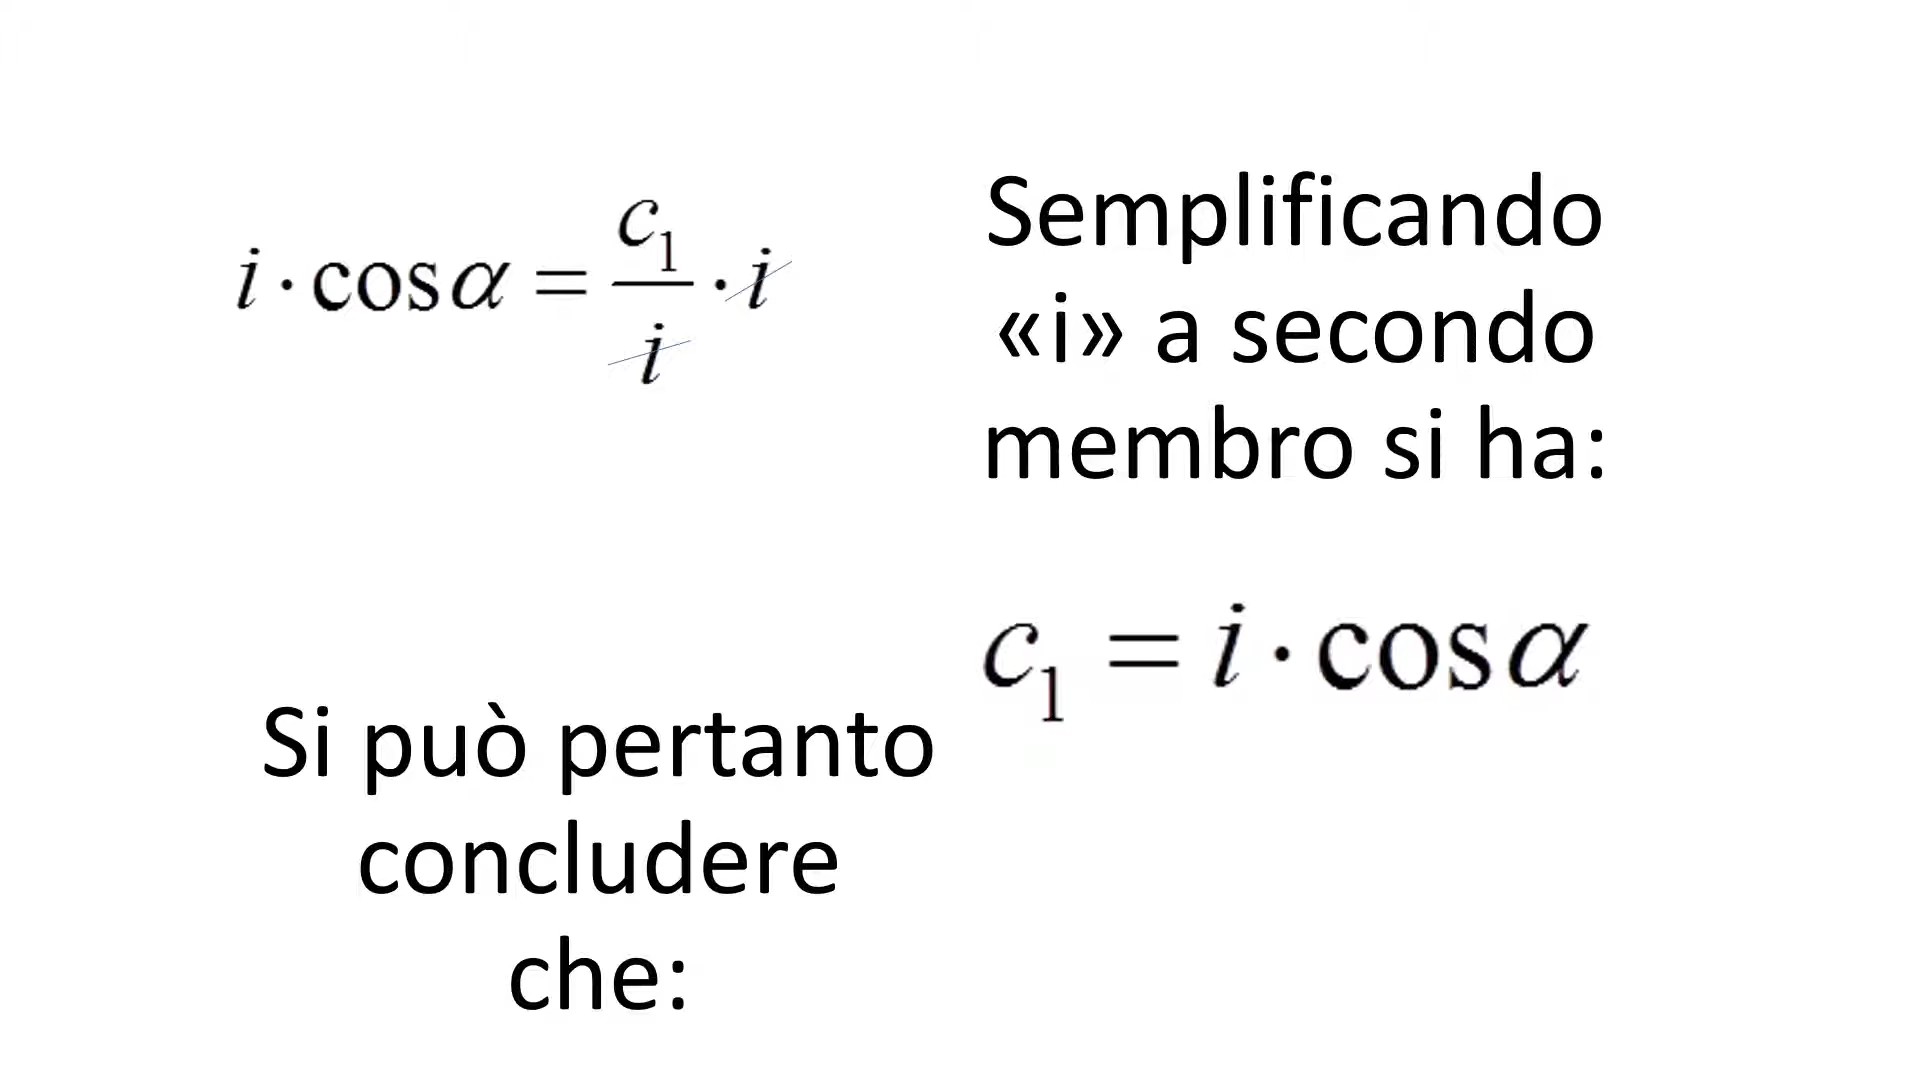 i · cos α = c₁/i · i
Semplificando
«i» a secondo
membro si ha:
c₁ = i · cos α
Si può pertanto
concludere
che: